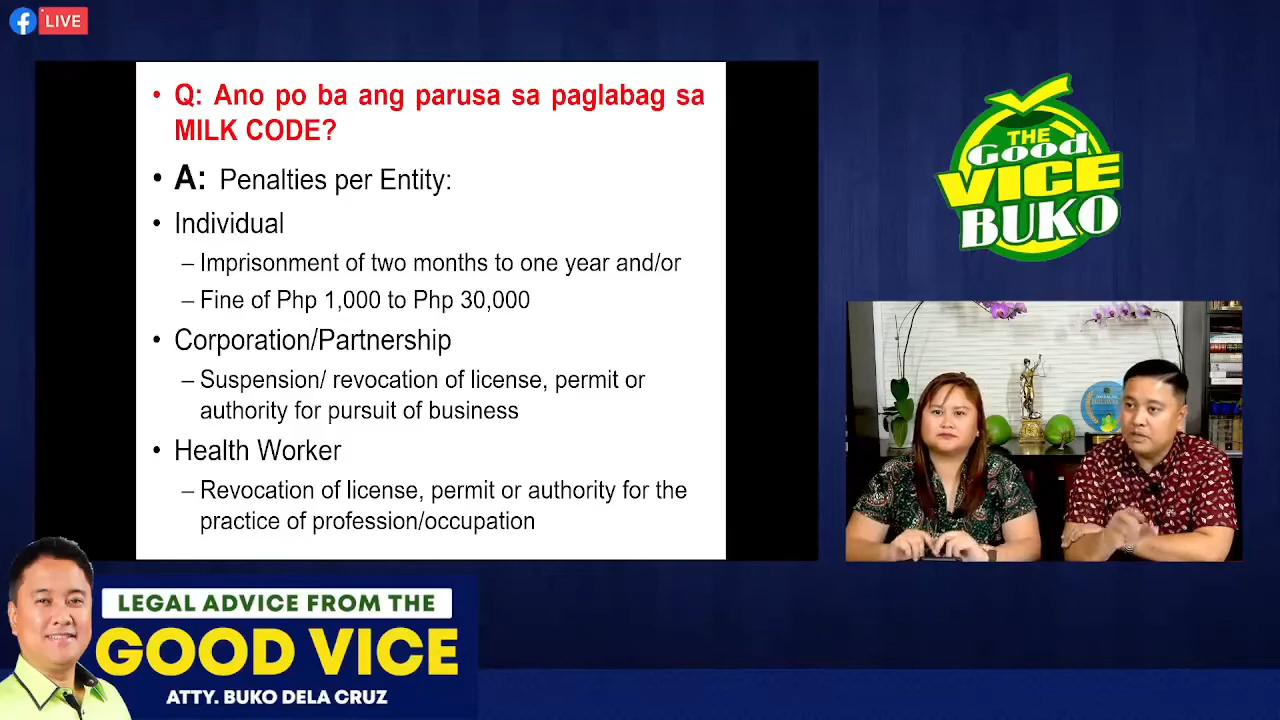 LIVE
• Q: Ano po ba ang parusa sa paglabag sa
MILK CODE?
• A: Penalties per Entity:
• Individual
– Imprisonment of two months to one year and/or
– Fine of Php 1,000 to Php 30,000
• Corporation/Partnership
– Suspension/ revocation of license, permit or
authority for pursuit of business
• Health Worker
– Revocation of license, permit or authority for the
practice of profession/occupation
THE
Good
VICE
BUKO
LEGAL ADVICE FROM THE
GOOD VICE
ATTY. BUKO DELA CRUZ